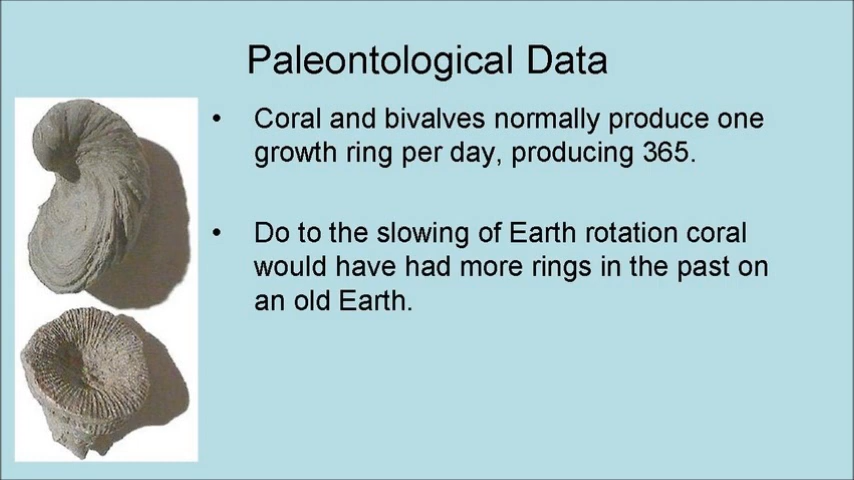 Paleontological Data
• Coral and bivalves normally produce one
growth ring per day, producing 365.
• Do to the slowing of Earth rotation coral
would have had more rings in the past on
an old Earth.